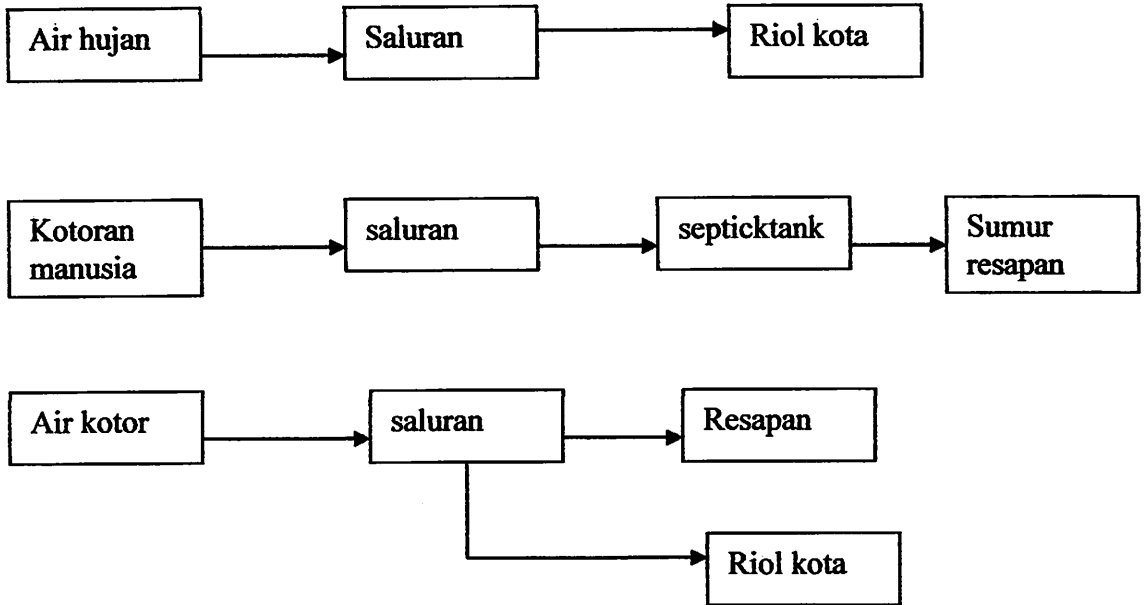 Air hujan
Saluran
Riol kota
Kotoran
manusia
saluran
septicktank
Sumur
resapan
Air kotor
saluran
Resapan
Riol kota